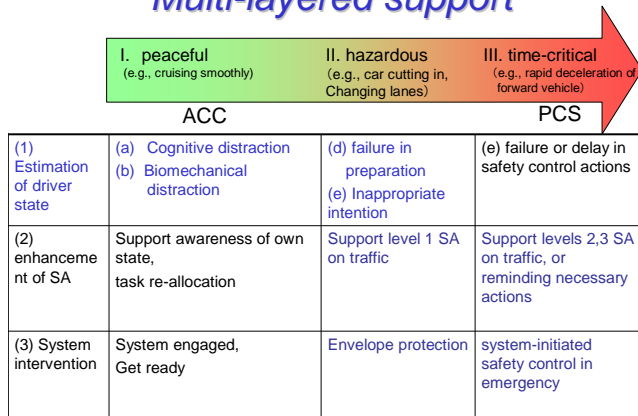 Multi-layered support
I. peaceful
(e.g., cruising smoothly)
II. hazardous
(e.g., car cutting in,
Changing lanes)
III. time-critical
(e.g., rapid deceleration of
forward vehicle)
ACC
PCS
(1)
Estimation
of driver
state
(a) Cognitive distraction
(b) Biomechanical
distraction
(d) failure in
preparation
(e) Inappropriate
intention
(e) failure or delay in
safety control actions
(2)
enhanceme
nt of SA
Support awareness of own
state,
task re-allocation
Support level 1 SA
on traffic
Support levels 2,3 SA
on traffic, or
reminding necessary
actions
(3) System
intervention
System engaged,
Get ready
Envelope protection
system-initiated
safety control in
emergency